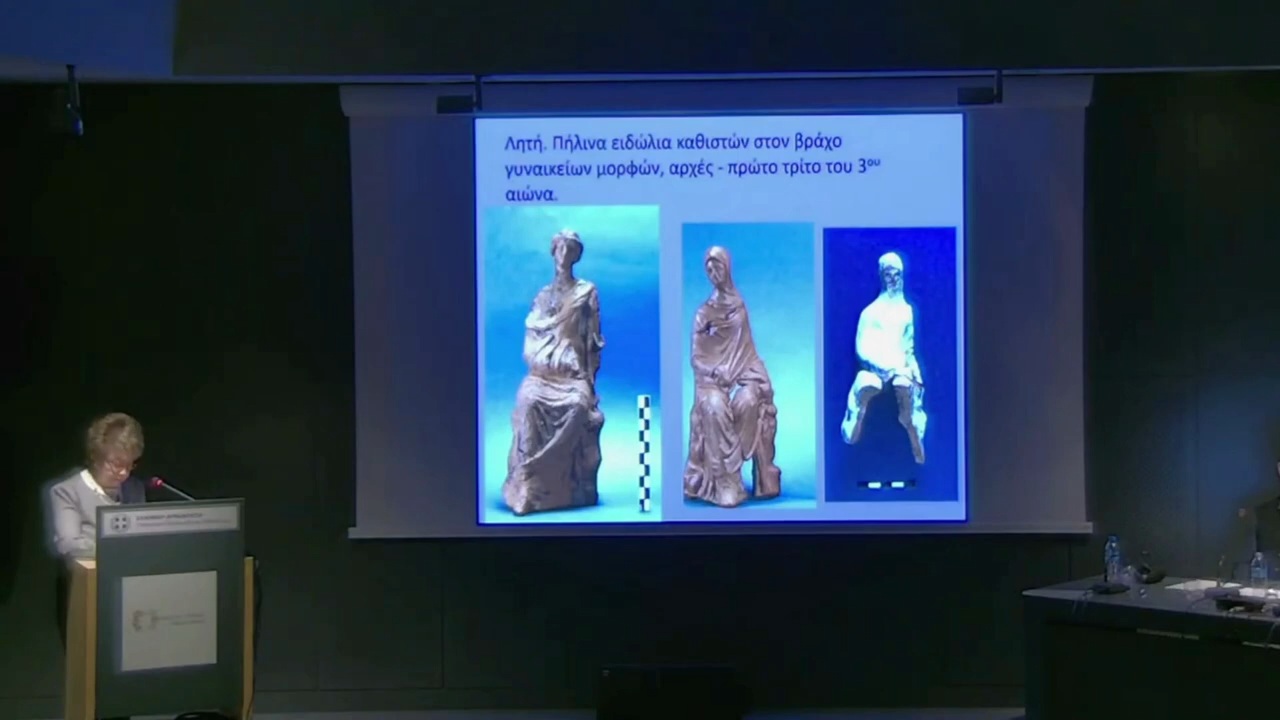 Λητή. Πήλινα ειδώλια καθιστών στον βράχο
γυναικείων μορφών, αρχές - πρώτο τρίτο του 3ου
αιώνα.